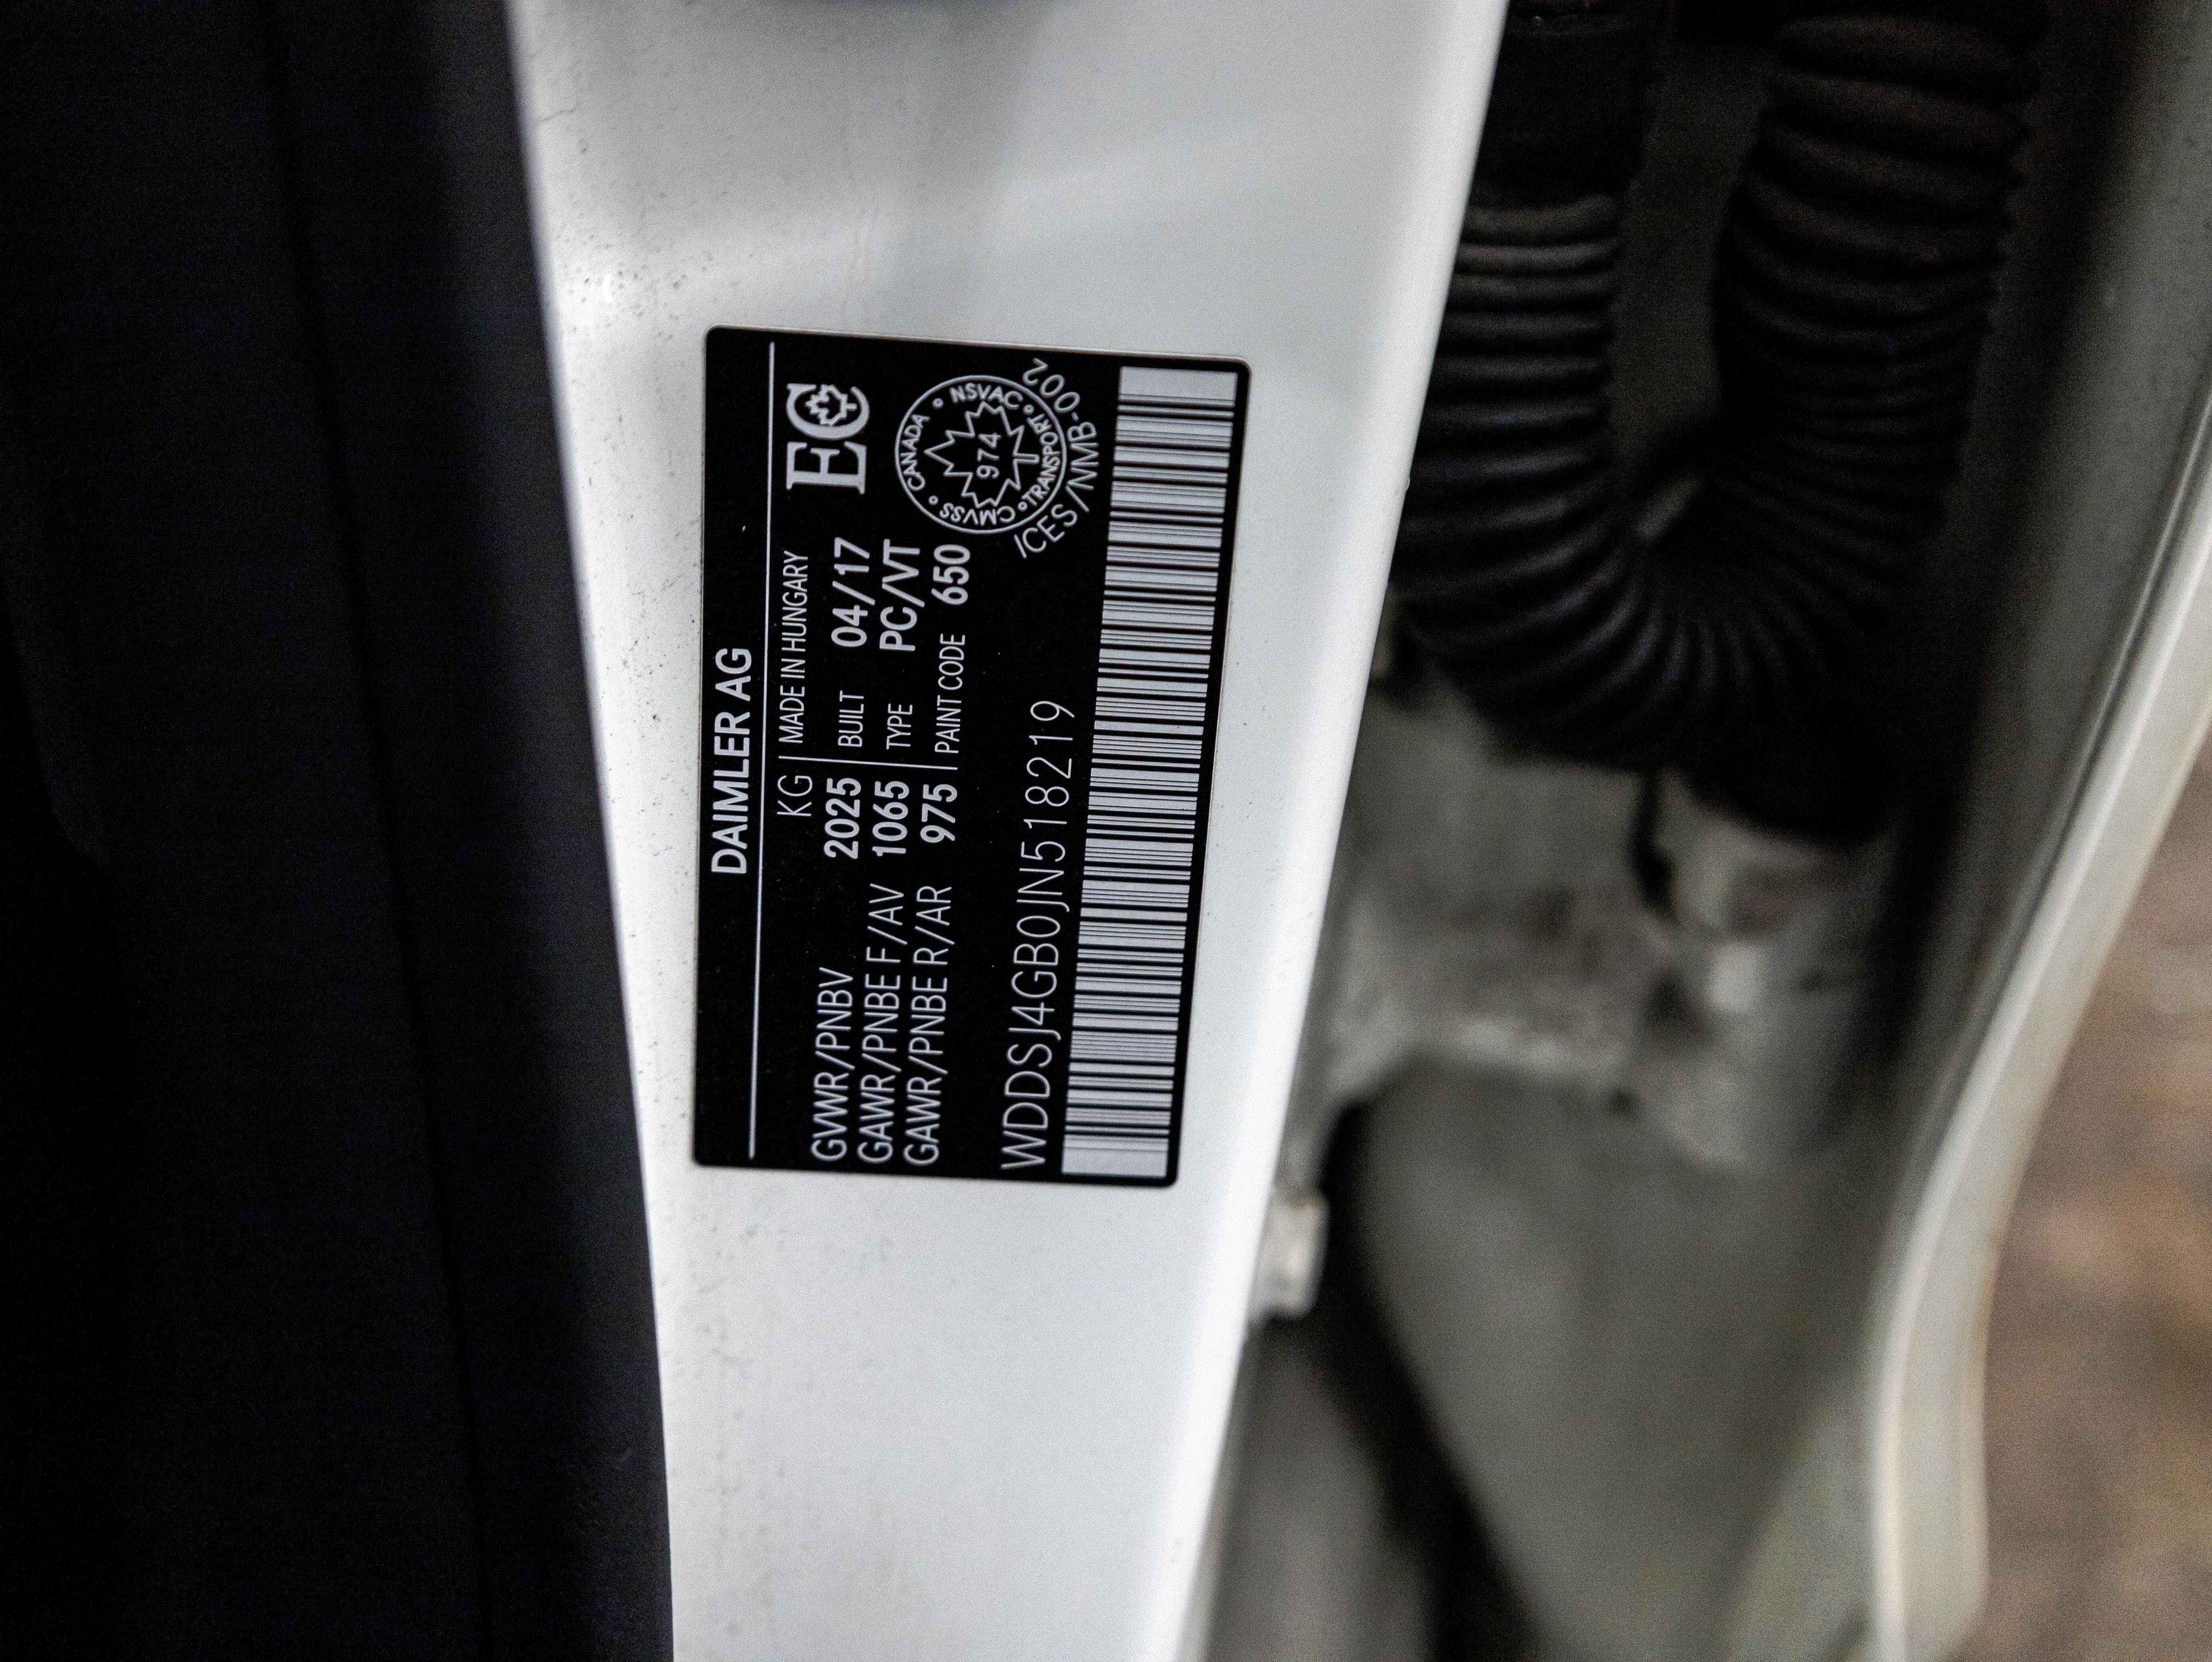 DAIMLER AG
KG MADE IN HUNGARY
GVWR/PNBV 2025 BUILT 04/17
GAWR/PNBE F/AV 1065 TYPE PC/VT
GAWR/PNBE R/AR 975 PAINT CODE 650
EC
CMVSS CANADA NSVAC TRANSPORT
974
ICES/NMB-002
WDDSJ4GB0JN518219